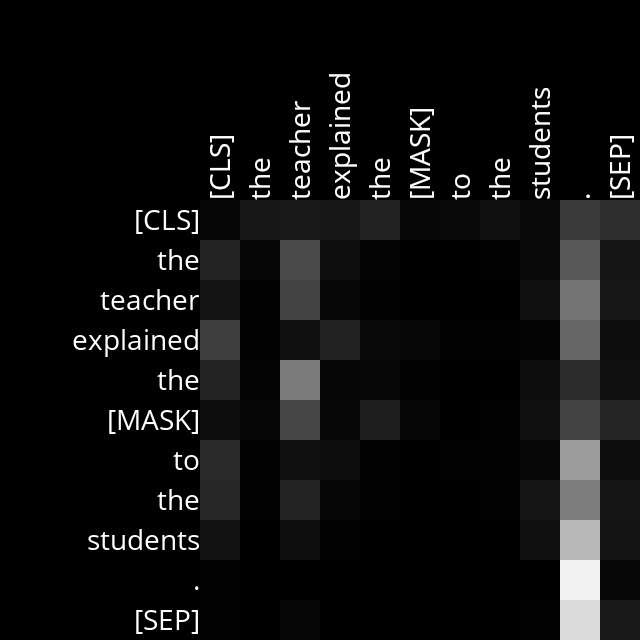 [CLS] the teacher explained the [MASK] to the students . [SEP]
[CLS]
the
teacher
explained
the
[MASK]
to
the
students
.
[SEP]